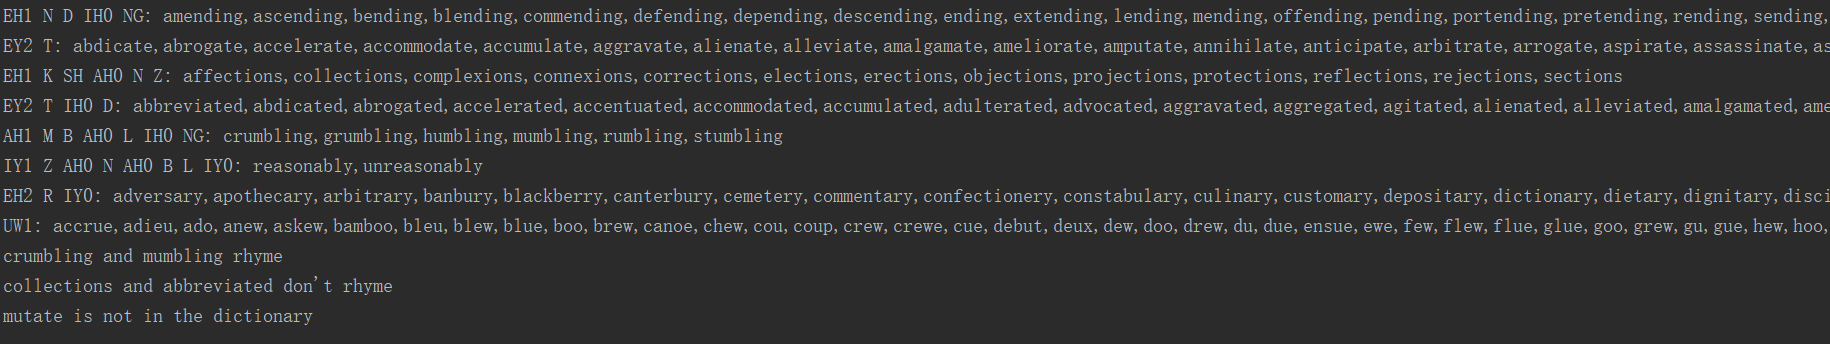 EH1 N D IH0 NG: amending,ascending,bending,blending,commending,defending,depending,descending,ending,extending,lending,mending,offending,pending,portending,pretending,rending,sending,
EY2 T: abdicate,abrogate,accelerate,accommodate,accumulate,aggravate,alienate,alleviate,amalgamate,ameliorate,amputate,annihilate,anticipate,arbitrate,arrogate,aspirate,assassinate,as
EH1 K SH AH0 N Z: affections,collections,complexions,connexions,corrections,elections,erections,objections,projections,protections,reflections,rejections,sections
EY2 T IH0 D: abbreviated,abdicated,abrogated,accelerated,accentuated,accommodated,accumulated,adulterated,advocated,aggravated,aggregated,agitated,alienated,alleviated,amalgamated,ame
AH1 M B AH0 L IH0 NG: crumbling,grumbling,humbling,mumbling,rumbling,stumbling
IY1 Z AH0 N AH0 B L IY0: reasonably,unreasonably
EH2 R IY0: adversary,apothecary,arbitrary,banbury,blackberry,canterbury,cemetery,commentary,confectionery,constabulary,culinary,customary,depositary,dictionary,dietary,dignitary,disci
UW1: accrue,adieu,ado,anew,askew,bamboo,bleu,blew,blue,boo,brew,canoe,chew,cou,coup,crew,crewe,cue,debut,deux,dew,doo,drew,du,due,ensue,ewe,few,flew,flue,glue,goo,grew,gu,gue,hew,hoo,
crumbling and mumbling rhyme
collections and abbreviated don't rhyme
mutate is not in the dictionary